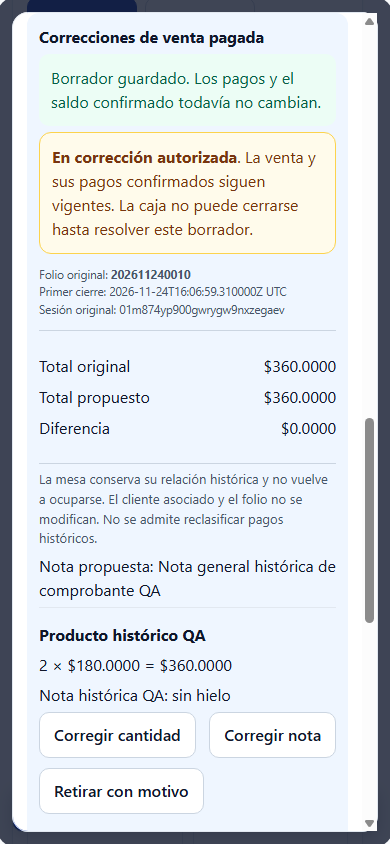 Correcciones de venta pagada
Borrador guardado. Los pagos y el
saldo confirmado todavía no cambian.
En corrección autorizada. La venta y
sus pagos confirmados siguen
vigentes. La caja no puede cerrarse
hasta resolver este borrador.
Folio original: 202611240010
Primer cierre: 2026-11-24T16:06:59.310000Z UTC
Sesión original: 01m874yp900gwrygw9nxzegaev
Total original $360.0000
Total propuesto $360.0000
Diferencia $0.0000
La mesa conserva su relación histórica y no vuelve
a ocuparse. El cliente asociado y el folio no se
modifican. No se admite reclasificar pagos
históricos.
Nota propuesta: Nota general histórica de
comprobante QA
Producto histórico QA
2 × $180.0000 = $360.0000
Nota histórica QA: sin hielo
Corregir cantidad Corregir nota
Retirar con motivo